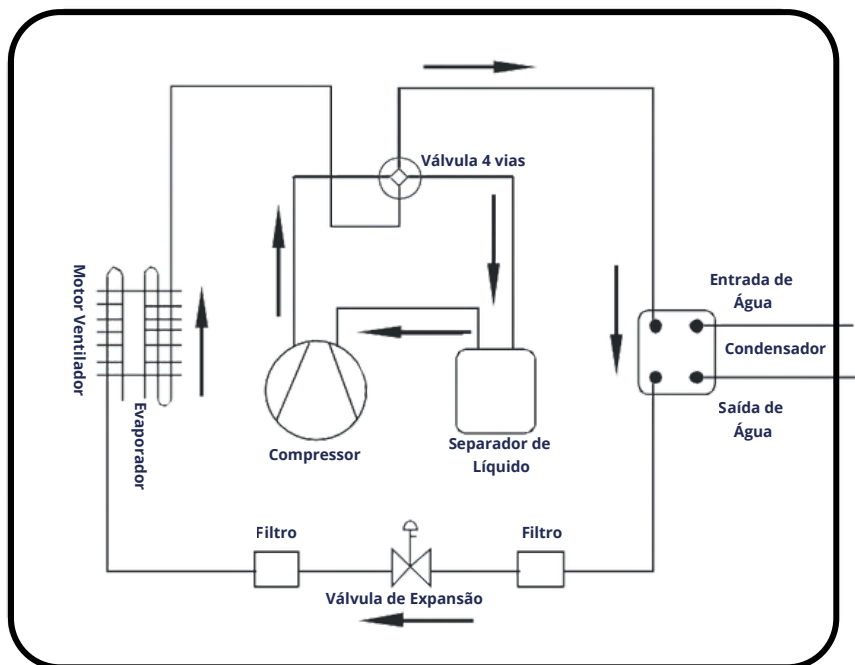 Válvula 4 vias
Motor Ventilador
Evaporador
Entrada de
Água
Condensador
Saída de
Água
Compressor
Separador de
Líquido
Filtro
Filtro
Válvula de Expansão